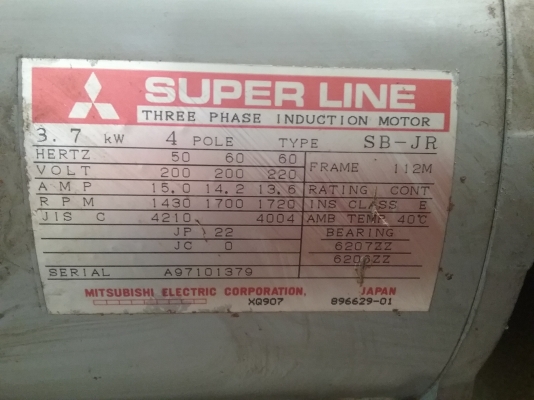 SUPER LINE
THREE PHASE INDUCTION MOTOR
3.7 kW 4 POLE TYPE SB-JR
HERTZ 50 60 60 FRAME 112M
VOLT 200 200 220
AMP 15.0 14.2 13.6 RATING CONT
RPM 1430 1700 1720 INS CLASS E
JIS C 4210 4004 AMB TEMP 40℃
JP 22 BEARING
JC 0 6207ZZ
6206ZZ
SERIAL A97101379
MITSUBISHI ELECTRIC CORPORATION, JAPAN
XQ907 896629-01